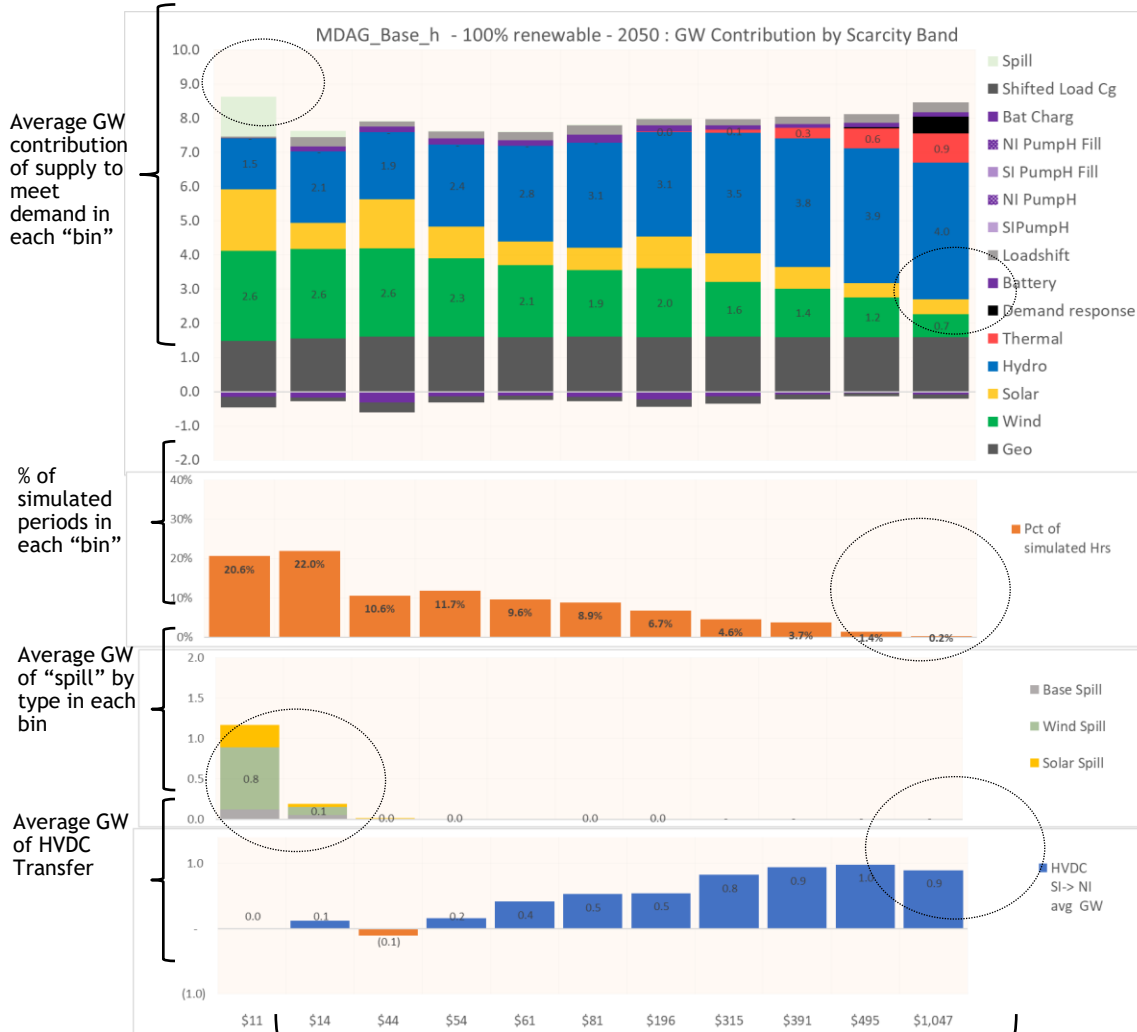 MDAG_Base_h - 100% renewable - 2050 : GW Contribution by Scarcity Band
Average GW
contribution
of supply to
meet
demand in
each “bin”
10.0
9.0
8.0
7.0
6.0
5.0
4.0
3.0
2.0
1.0
0.0
-1.0
-2.0
1.5 2.1 1.9 2.4 2.8 3.1 3.1 3.5 3.8 3.9 4.0
0.0 0.1 0.3 0.6 0.9
2.6 2.6 2.6 2.3 2.1 1.9 2.0 1.6 1.4 1.2 0.7
Spill
Shifted Load Cg
Bat Charg
NI PumpH Fill
SI PumpH Fill
NI PumpH
SIPumpH
Loadshift
Battery
Demand response
Thermal
Hydro
Solar
Wind
Geo
% of
simulated
periods in
each “bin”
40%
30%
20%
10%
0%
20.6% 22.0% 10.6% 11.7% 9.6% 8.9% 6.7% 4.6% 3.7% 1.4% 0.2%
Pct of
simulated Hrs
Average GW
of “spill” by
type in each
bin
2.0
1.5
1.0
0.5
0.0
0.8 0.1 0.0 0.0 0.0 0.0 - - - -
Base Spill
Wind Spill
Solar Spill
Average GW
of HVDC
Transfer
1.0
-
(1.0)
0.0 0.1 (0.1) 0.2 0.4 0.5 0.5 0.8 0.9 1.0 0.9
HVDC
SI-> NI
avg GW
$11 $14 $44 $54 $61 $81 $196 $315 $391 $495 $1,047